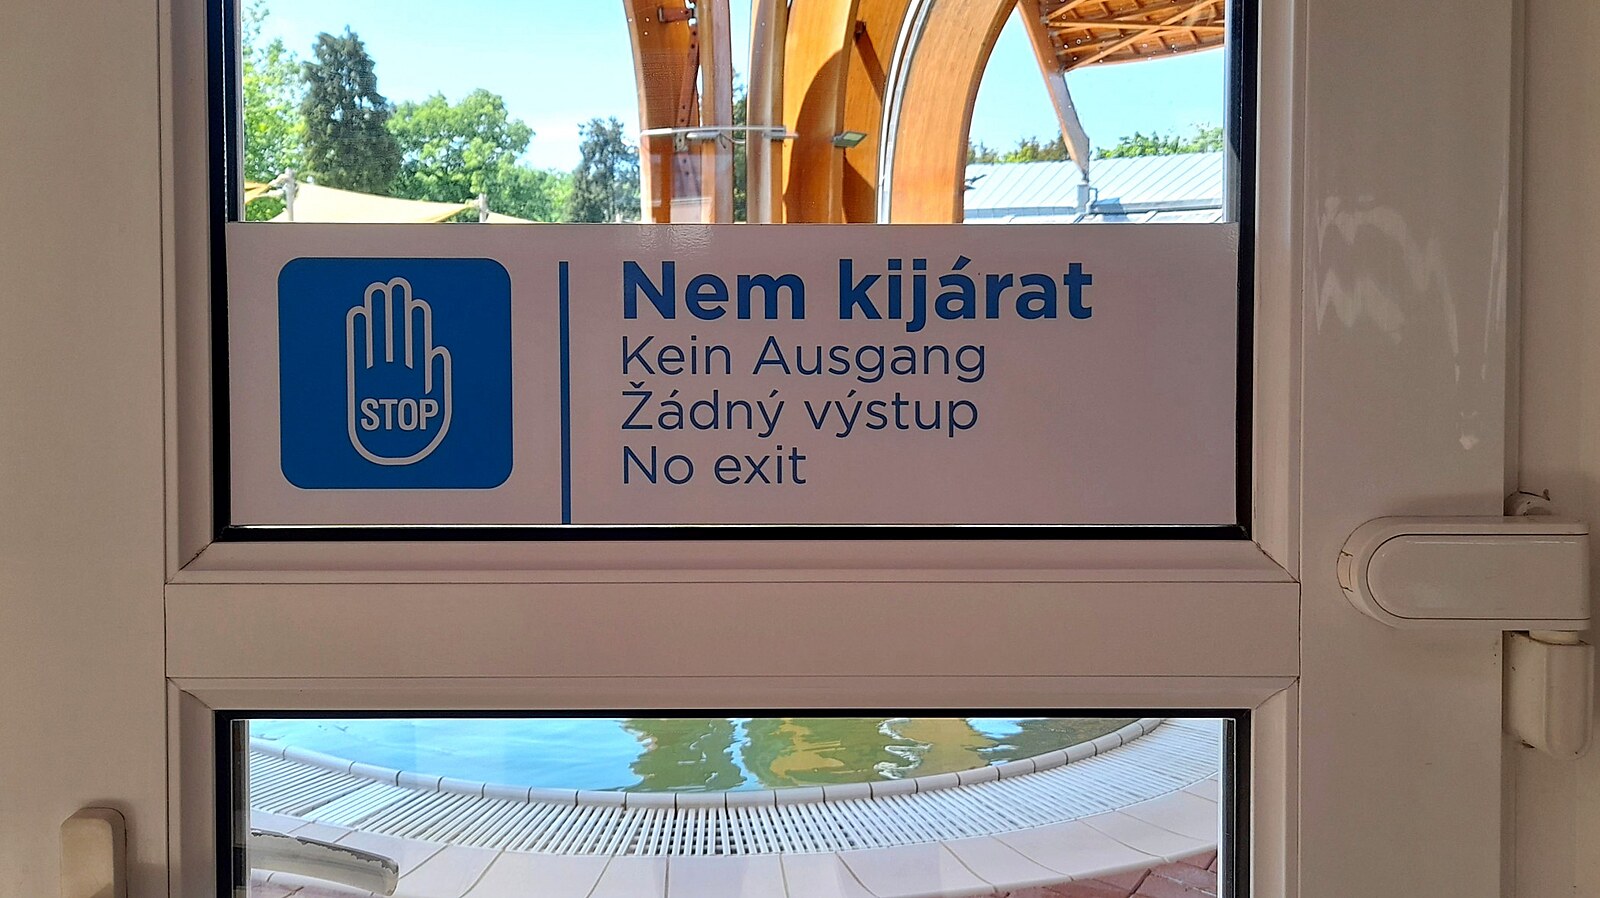 STOP
Nem kijárat
Kein Ausgang
Žádný výstup
No exit